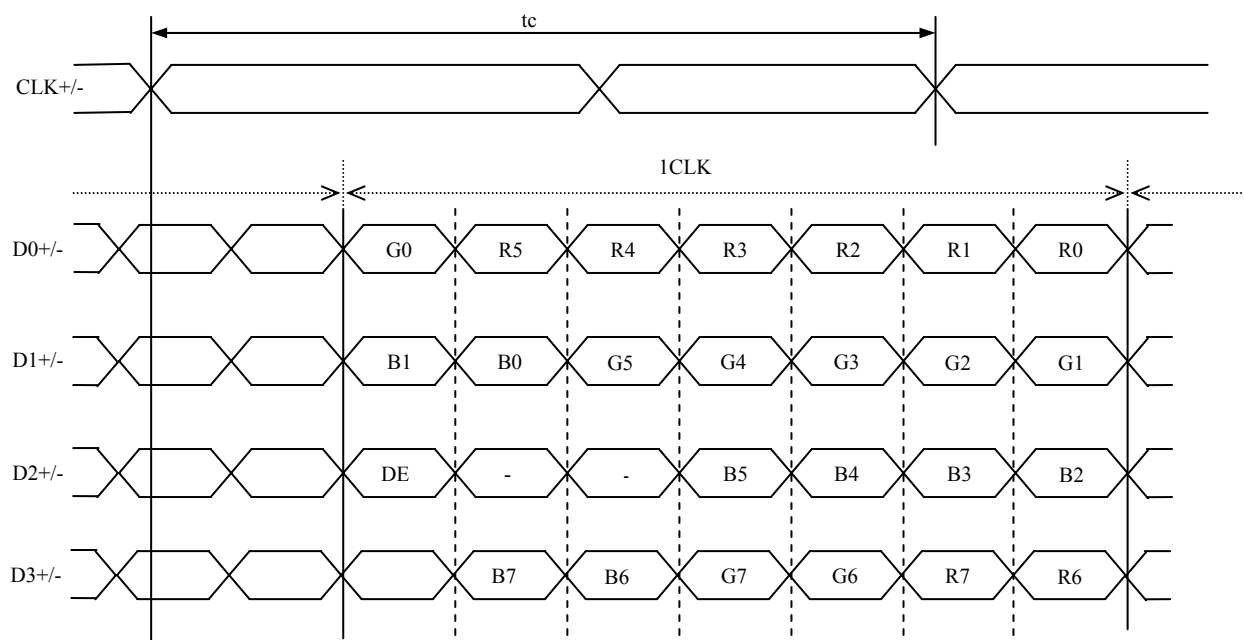 tc
CLK+/-
1CLK
D0+/- G0 R5 R4 R3 R2 R1 R0
D1+/- B1 B0 G5 G4 G3 G2 G1
D2+/- DE - - B5 B4 B3 B2
D3+/- B7 B6 G7 G6 R7 R6